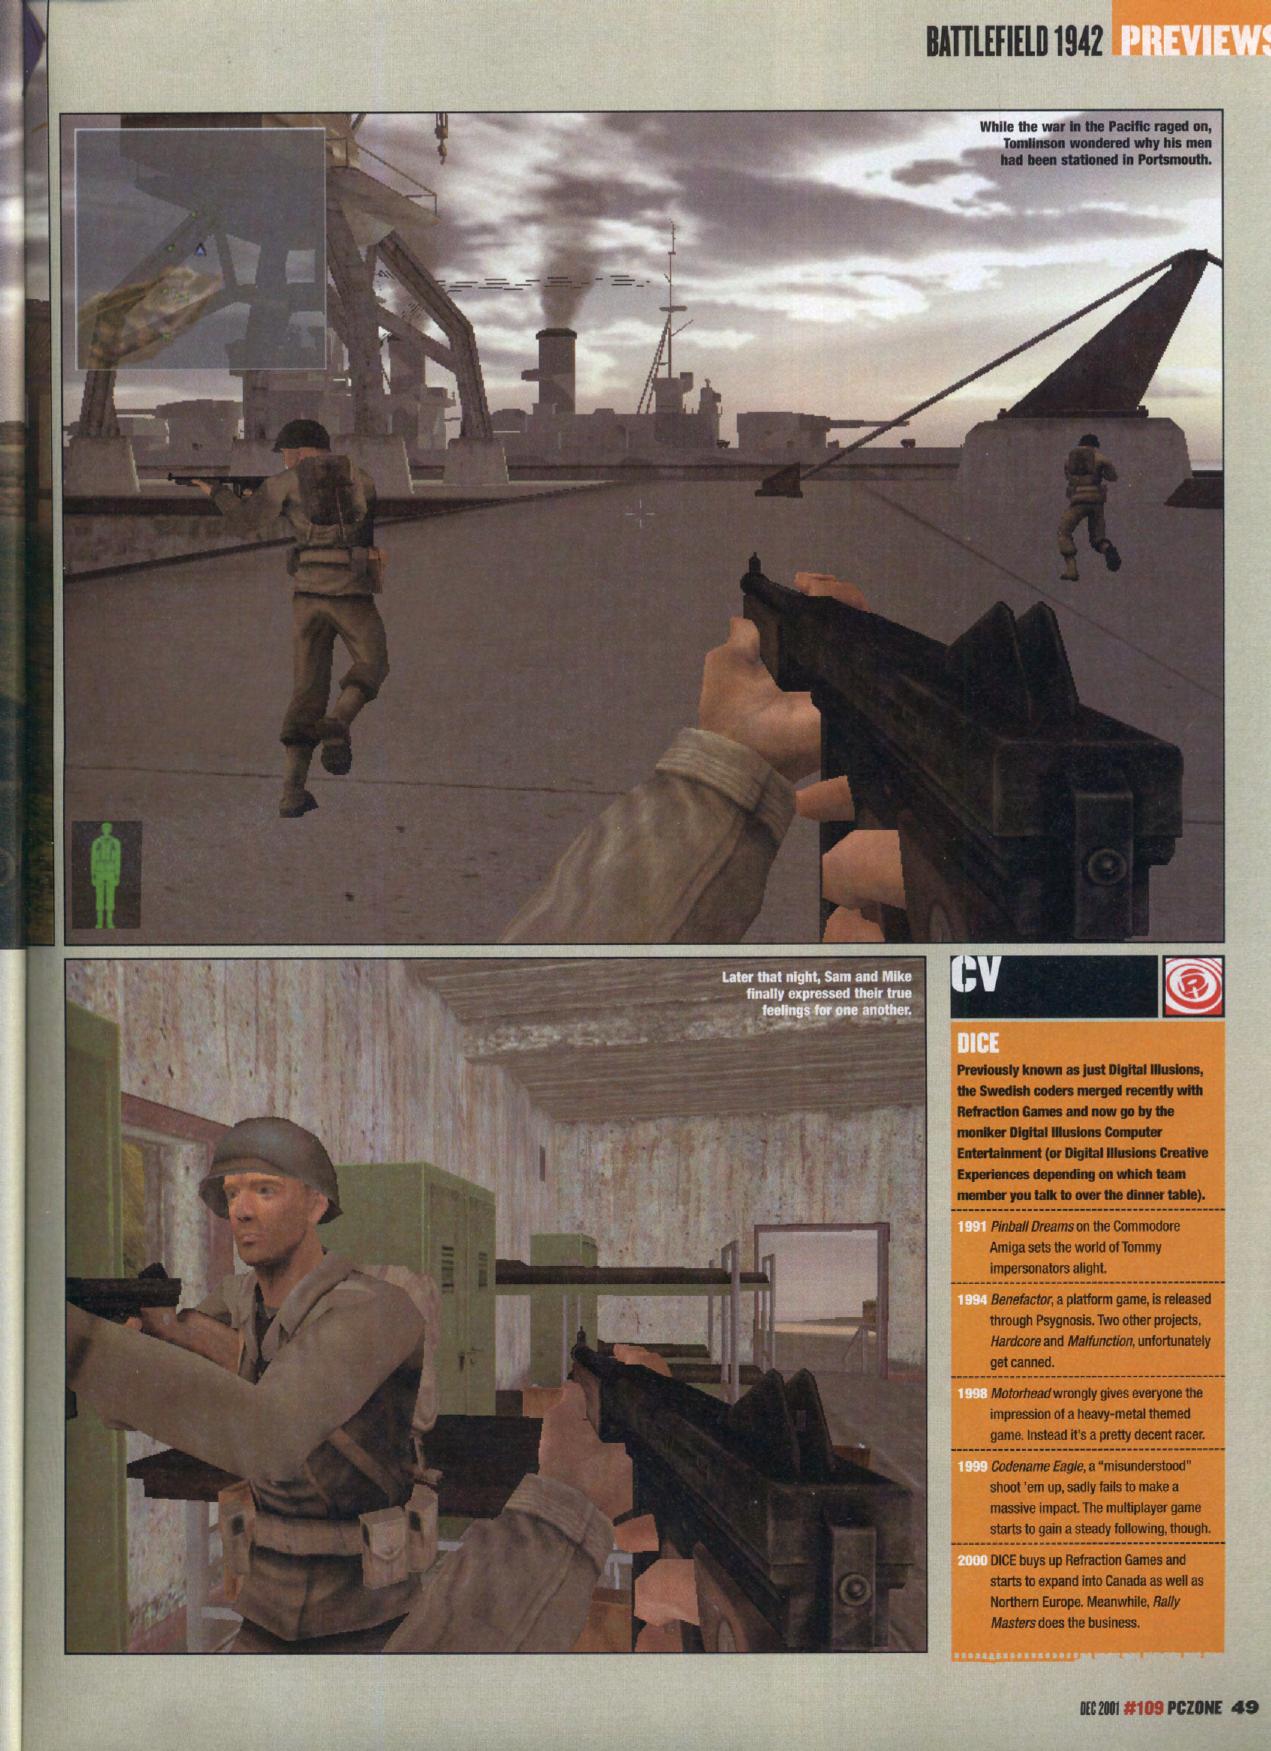 BATTLEFIELD 1942 PREVIEWS
While the war in the Pacific raged on,
Tomlinson wondered why his men
had been stationed in Portsmouth.
Later that night, Sam and Mike
finally expressed their true
feelings for one another.
CV
DICE
Previously known as just Digital Illusions,
the Swedish coders merged recently with
Refraction Games and now go by the
moniker Digital Illusions Computer
Entertainment (or Digital Illusions Creative
Experiences depending on which team
member you talk to over the dinner table).
1991 Pinball Dreams on the Commodore
Amiga sets the world of Tommy
impersonators alight.
1994 Benefactor, a platform game, is released
through Psygnosis. Two other projects,
Hardcore and Malfunction, unfortunately
get canned.
1998 Motorhead wrongly gives everyone the
impression of a heavy-metal themed
game. Instead it's a pretty decent racer.
1999 Codename Eagle, a "misunderstood"
shoot 'em up, sadly fails to make a
massive impact. The multiplayer game
starts to gain a steady following, though.
2000 DICE buys up Refraction Games and
starts to expand into Canada as well as
Northern Europe. Meanwhile, Rally
Masters does the business.
DEC 2001 #109 PCZONE 49